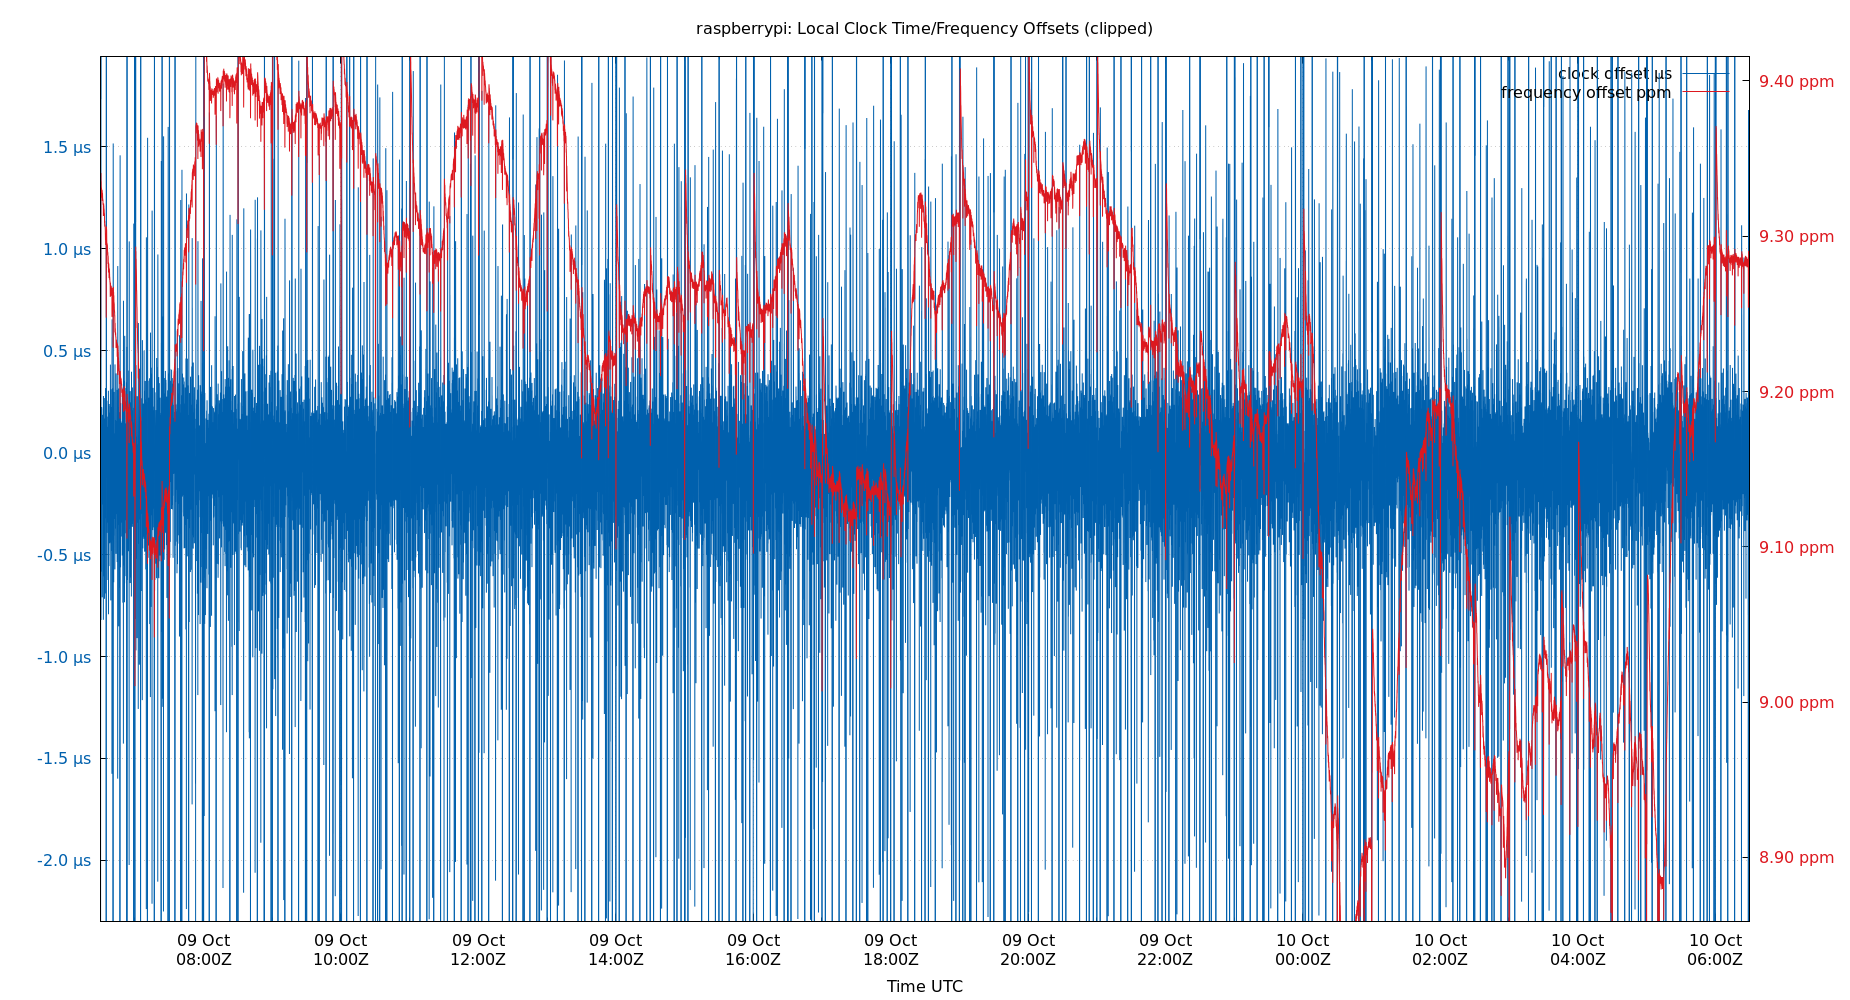 raspberrypi: Local Clock Time/Frequency Offsets (clipped)
clock offset µs
frequency offset ppm
1.5 µs
1.0 µs
0.5 µs
0.0 µs
-0.5 µs
-1.0 µs
-1.5 µs
-2.0 µs
9.40 ppm
9.30 ppm
9.20 ppm
9.10 ppm
9.00 ppm
8.90 ppm
09 Oct 09 Oct 09 Oct 09 Oct 09 Oct 09 Oct 09 Oct 09 Oct 10 Oct 10 Oct 10 Oct 10 Oct
08:00Z 10:00Z 12:00Z 14:00Z 16:00Z 18:00Z 20:00Z 22:00Z 00:00Z 02:00Z 04:00Z 06:00Z
Time UTC